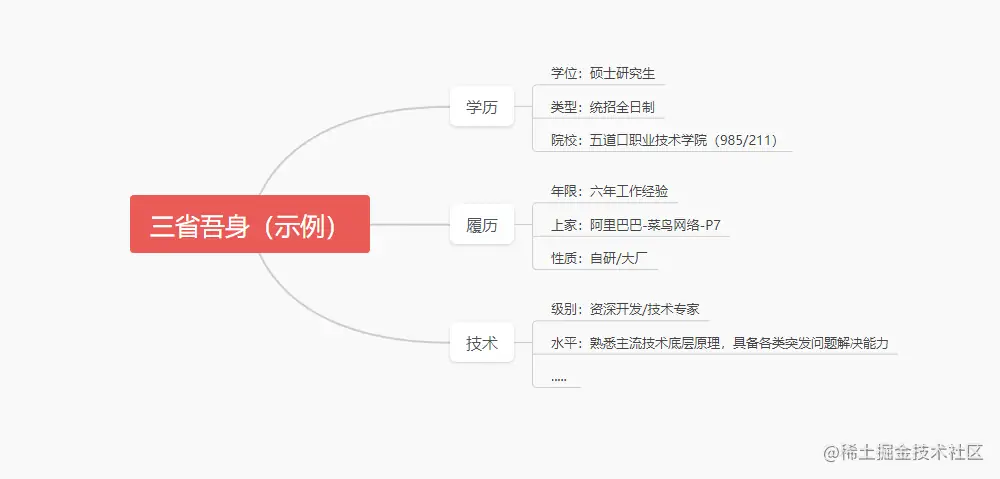 三省吾身（示例）
学历
学位：硕士研究生
类型：统招全日制
院校：五道口职业技术学院（985/211）
履历
年限：六年工作经验
上家：阿里巴巴-菜鸟网络-P7
性质：自研/大厂
技术
级别：资深开发/技术专家
水平：熟悉主流技术底层原理，具备各类突发问题解决能力
.....
@稀土掘金技术社区